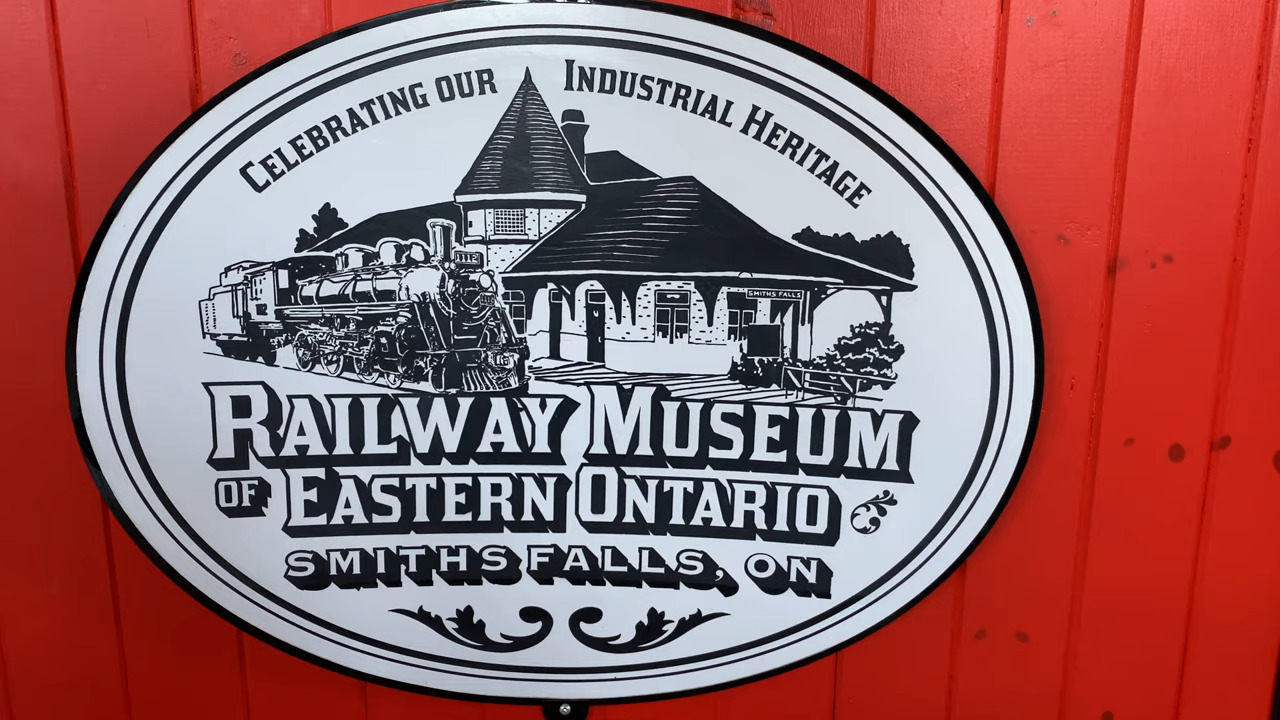 CELEBRATING OUR INDUSTRIAL HERITAGE
SMITHS FALLS
RAILWAY MUSEUM
OF EASTERN ONTARIO
SMITHS FALLS, ON